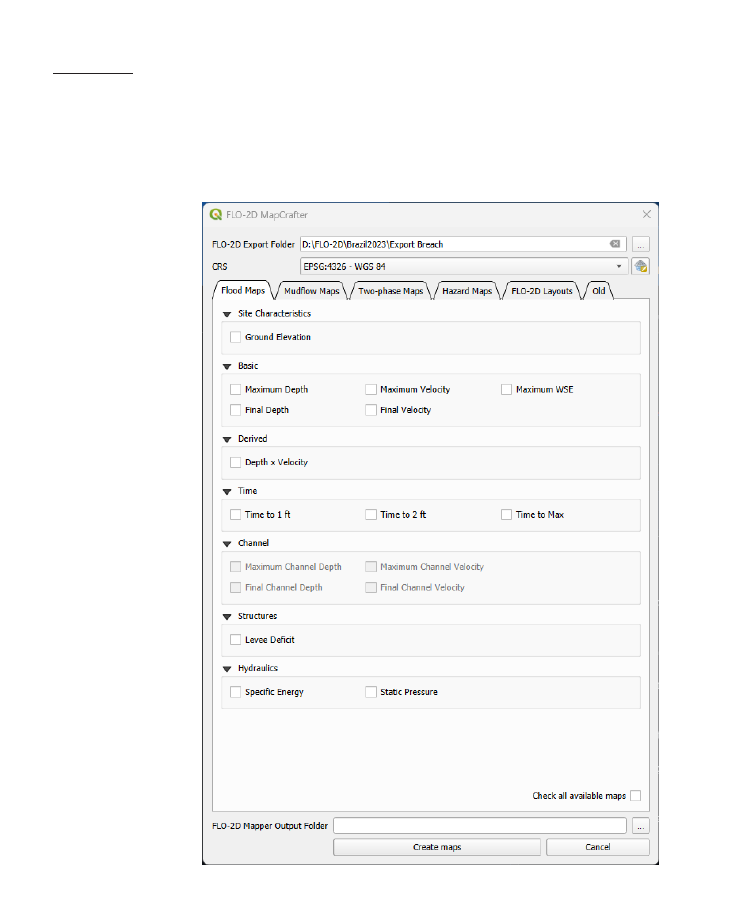 FLO-2D MapCrafter
FLO-2D Export Folder D:\FLO-2D\Brazil2023\Export Breach ...
CRS EPSG:4326 - WGS 84
Flood Maps Mudflow Maps Two-phase Maps Hazard Maps FLO-2D Layouts Old
Site Characteristics
Ground Elevation
Basic
Maximum Depth Maximum Velocity Maximum WSE
Final Depth Final Velocity
Derived
Depth x Velocity
Time
Time to 1 ft Time to 2 ft Time to Max
Channel
Maximum Channel Depth Maximum Channel Velocity
Final Channel Depth Final Channel Velocity
Structures
Levee Deficit
Hydraulics
Specific Energy Static Pressure
Check all available maps
FLO-2D Mapper Output Folder ...
Create maps Cancel